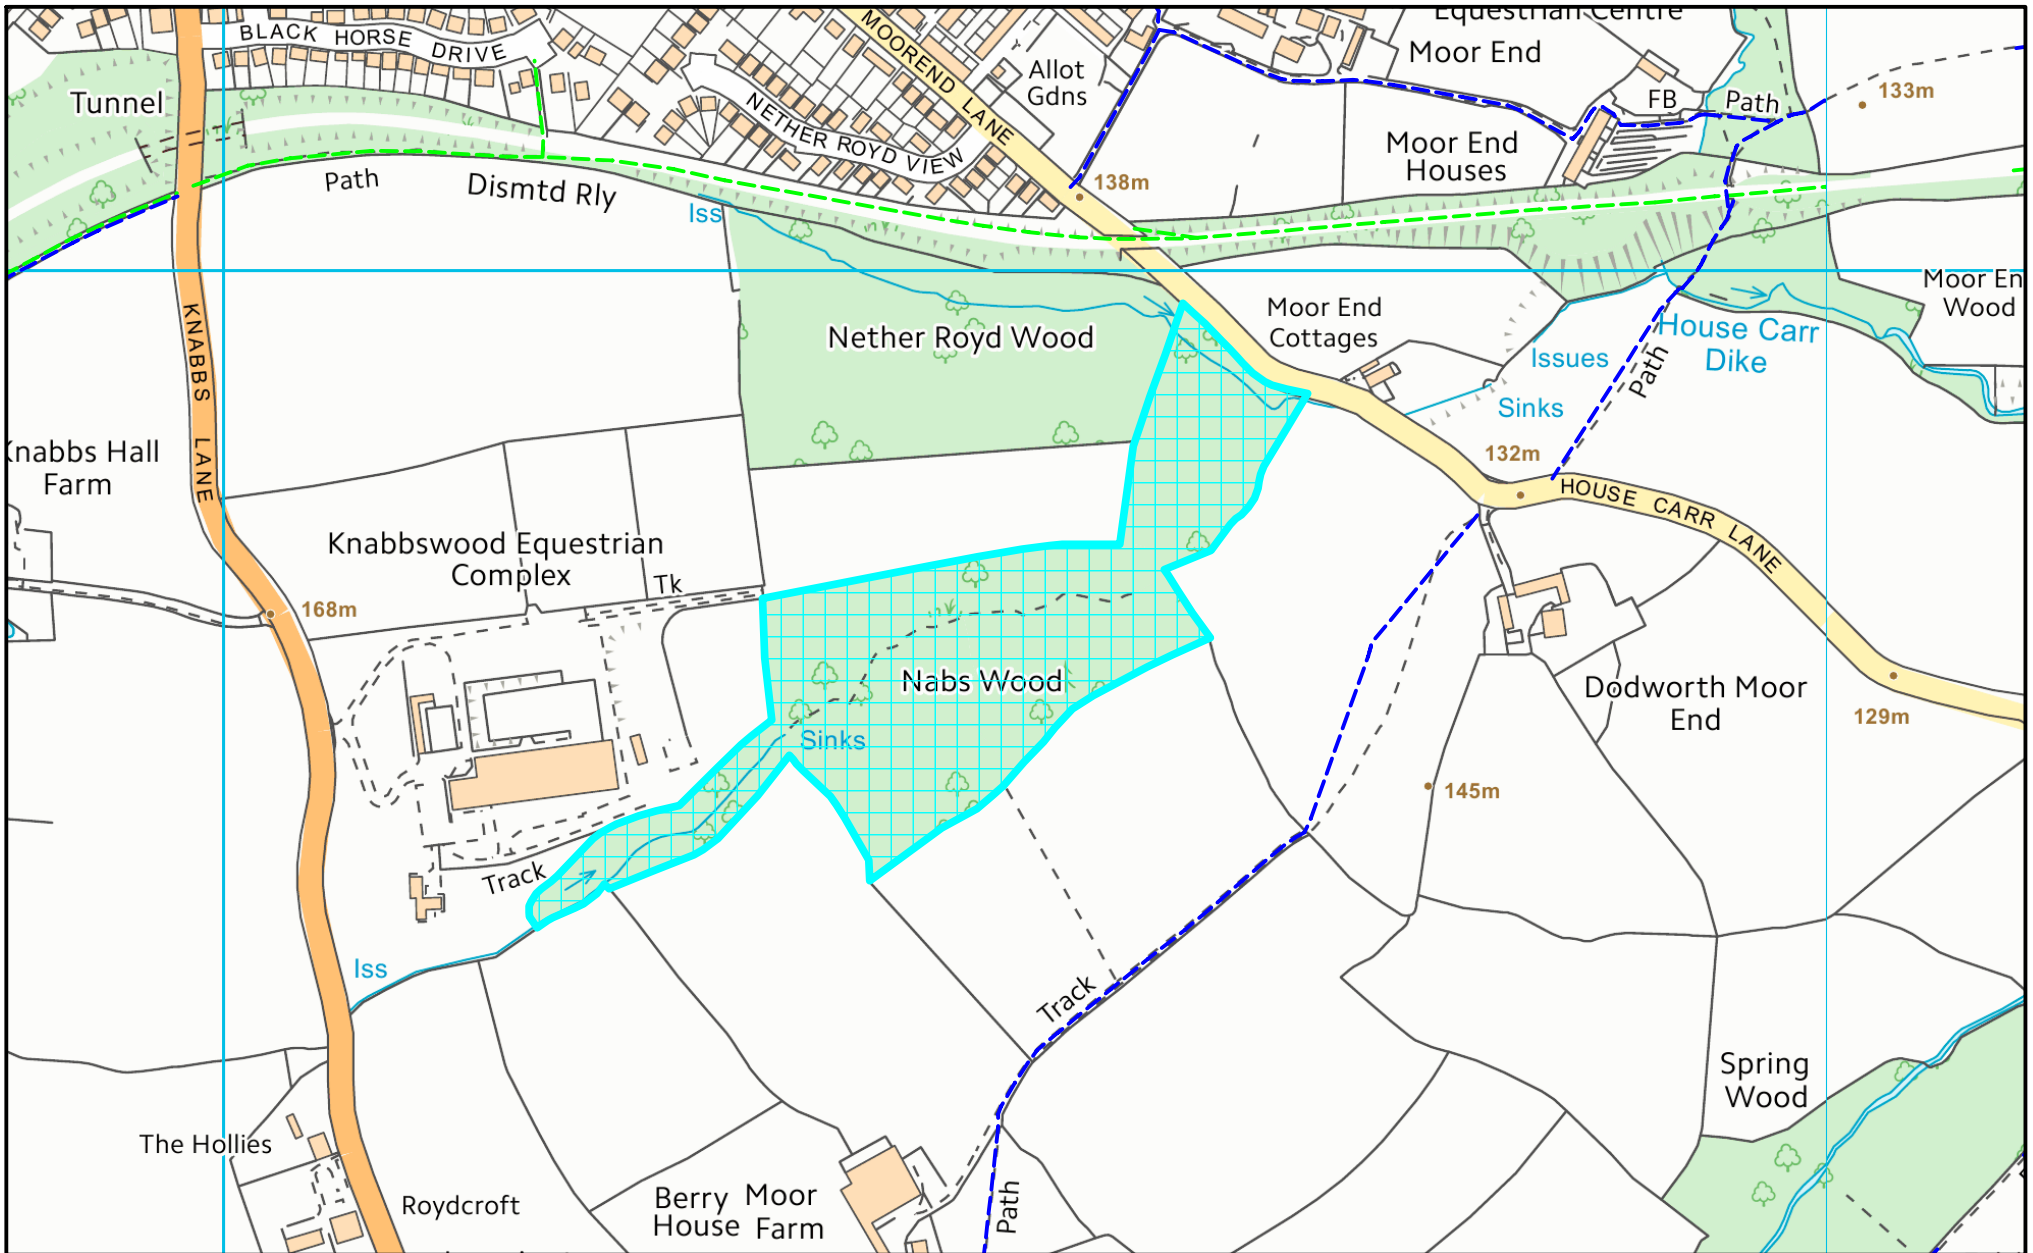 BLACK HORSE DRIVE
MOOREND LANE
Equestrian Centre
Moor End
Allot
Gdns
Tunnel
NETHER ROYD VIEW
FB
Path
133m
Moor End
Houses
Path
Dismtd Rly
138m
Iss
Moor En
Wood
KNABBS LANE
Nether Royd Wood
Moor End
Cottages
House Carr
Dike
Issues
Path
Sinks
Knabbs Hall
Farm
132m
HOUSE CARR LANE
Knabbswood Equestrian
Complex
Tk
168m
Nabs Wood
Dodworth Moor
End
129m
Sinks
145m
Track
Iss
Track
Spring
Wood
The Hollies
Roydcroft
Berry Moor
House Farm
Path